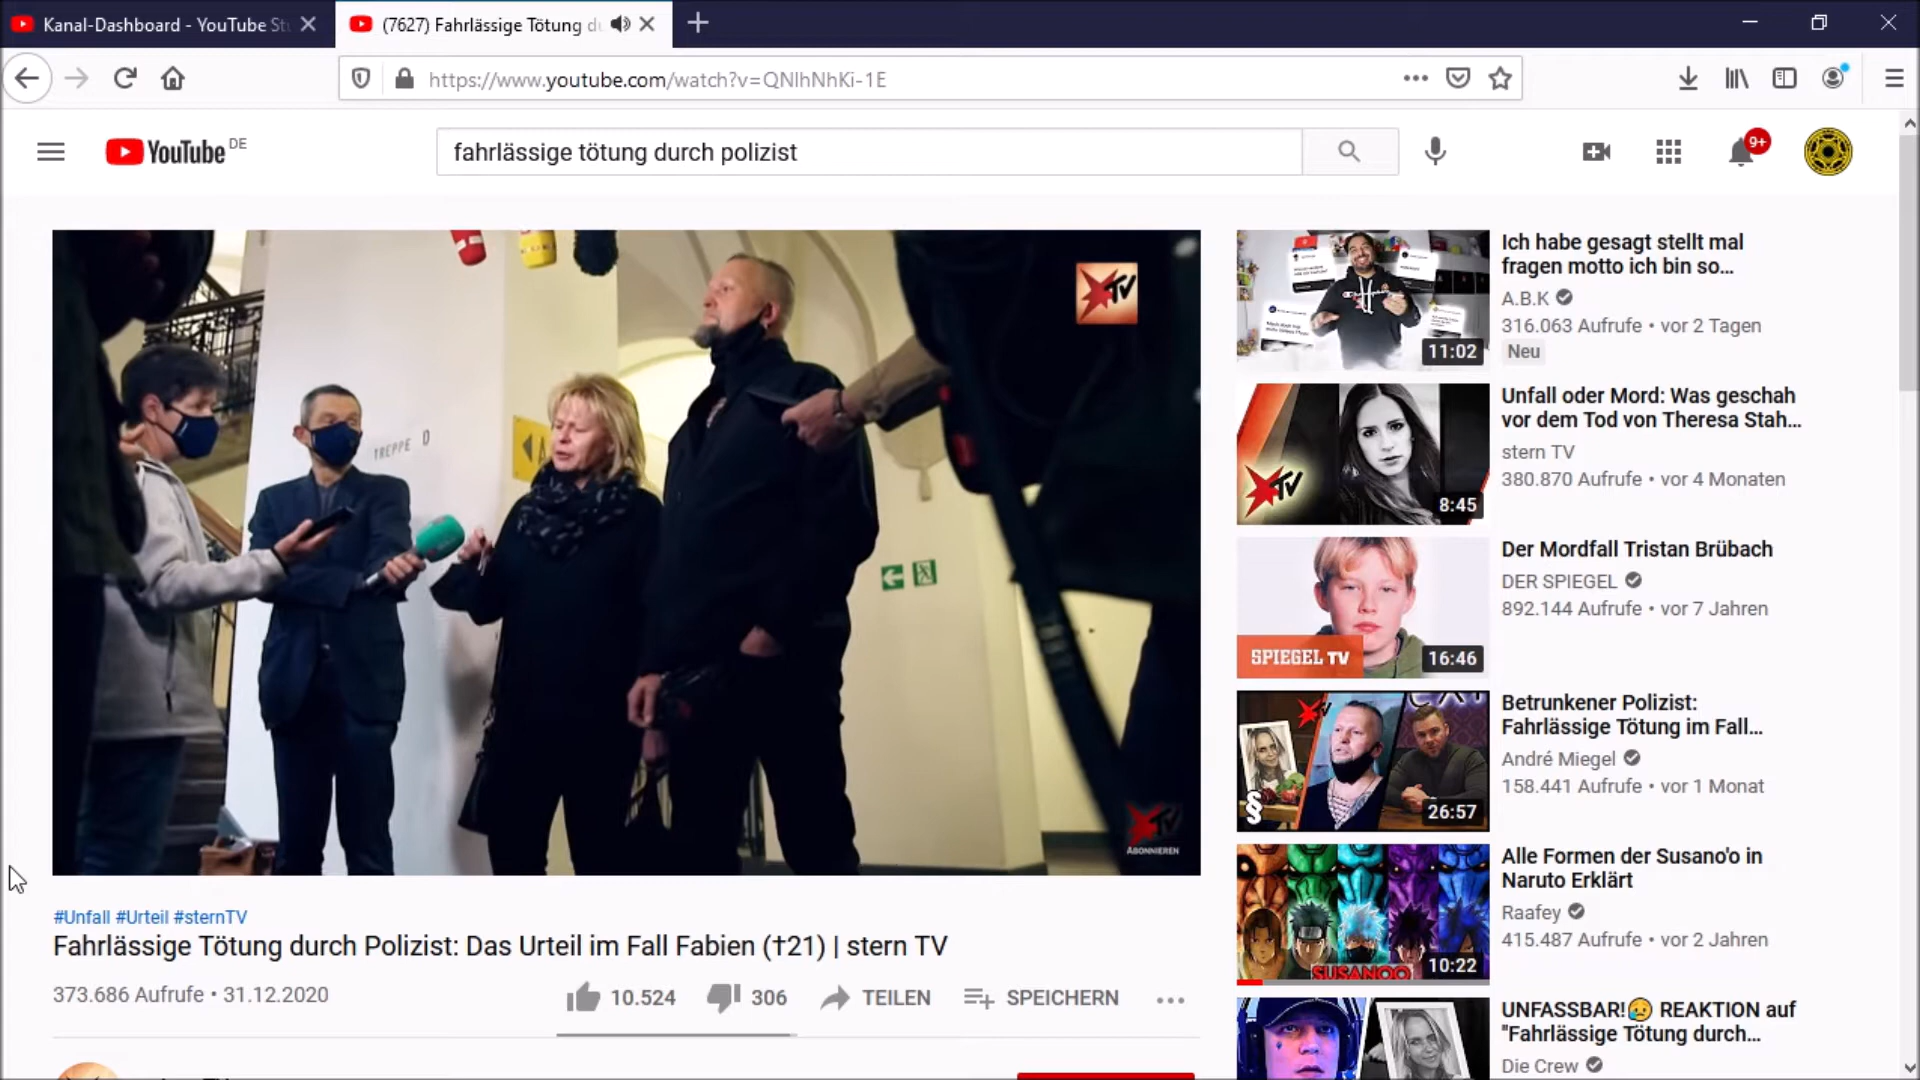 Kanal-Dashboard - YouTube St
(7627) Fahrlässige Tötung d
https://www.youtube.com/watch?v=QNlhNhKi-1E
YouTube DE
fahrlässige tötung durch polizist
9+
TREPPE D
TV
TV
ABONNIEREN
#Unfall #Urteil #sternTV
Fahrlässige Tötung durch Polizist: Das Urteil im Fall Fabien (†21) | stern TV
373.686 Aufrufe • 31.12.2020
10.524
306
TEILEN
SPEICHERN
11:02
Ich habe gesagt stellt mal
fragen motto ich bin so...
A.B.K
316.063 Aufrufe • vor 2 Tagen
Neu
TV
8:45
Unfall oder Mord: Was geschah
vor dem Tod von Theresa Stah...
stern TV
380.870 Aufrufe • vor 4 Monaten
SPIEGEL TV
16:46
Der Mordfall Tristan Brübach
DER SPIEGEL
892.144 Aufrufe • vor 7 Jahren
§
26:57
Betrunkener Polizist:
Fahrlässige Tötung im Fall...
André Miegel
158.441 Aufrufe • vor 1 Monat
SUSANOO
10:22
Alle Formen der Susano'o in
Naruto Erklärt
Raafey
415.487 Aufrufe • vor 2 Jahren
UNFASSBAR!😥 REAKTION auf
"Fahrlässige Tötung durch...
Die Crew